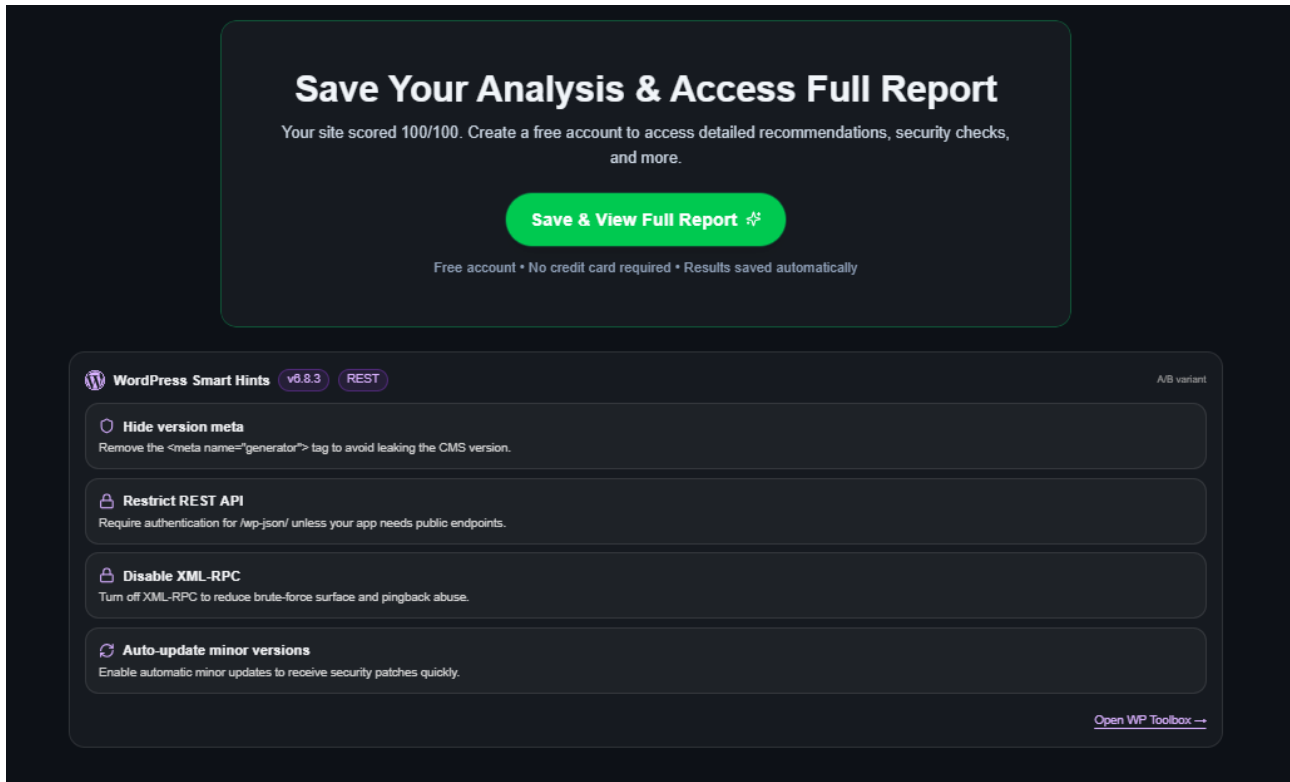 Save Your Analysis & Access Full Report
Your site scored 100/100. Create a free account to access detailed recommendations, security checks,
and more.
Save & View Full Report
Free account • No credit card required • Results saved automatically
WordPress Smart Hints v6.8.3 REST A/B variant
Hide version meta
Remove the <meta name="generator"> tag to avoid leaking the CMS version.
Restrict REST API
Require authentication for /wp-json/ unless your app needs public endpoints.
Disable XML-RPC
Turn off XML-RPC to reduce brute-force surface and pingback abuse.
Auto-update minor versions
Enable automatic minor updates to receive security patches quickly.
Open WP Toolbox →